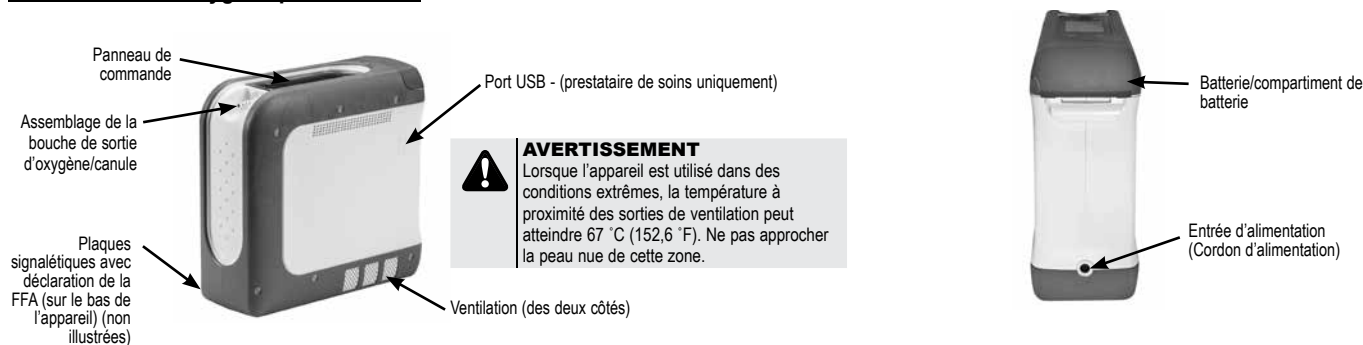 Panneau de
commande
Assemblage de la
bouche de sortie
d'oxygène/canule
Plaques
signalétiques avec
déclaration de la
FFA (sur le bas de
l'appareil) (non
illustrées)
Port USB - (prestataire de soins uniquement)
AVERTISSEMENT
Lorsque l'appareil est utilisé dans des
conditions extrêmes, la température à
proximité des sorties de ventilation peut
atteindre 67 ˚C (152,6 ˚F). Ne pas approcher
la peau nue de cette zone.
Ventilation (des deux côtés)
Batterie/compartiment de
batterie
Entrée d'alimentation
(Cordon d'alimentation)